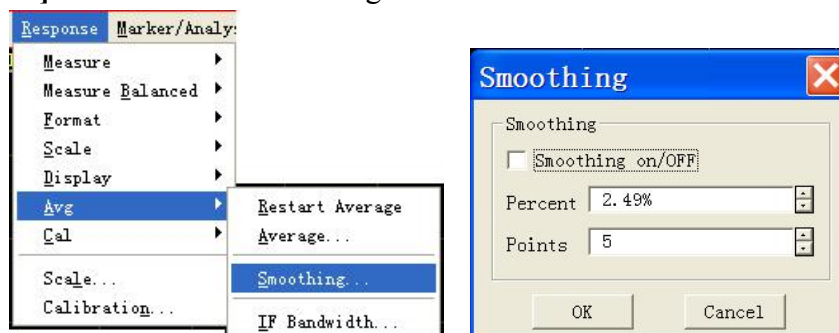 Response Marker/Analy
Measure
Measure Balanced
Format
Scale
Display
Avg
Cal
Scale...
Calibration...
Restart Average
Average...
Smoothing...
IF Bandwidth...
Smoothing
Smoothing
Smoothing on/OFF
Percent 2.49%
Points 5
OK Cancel